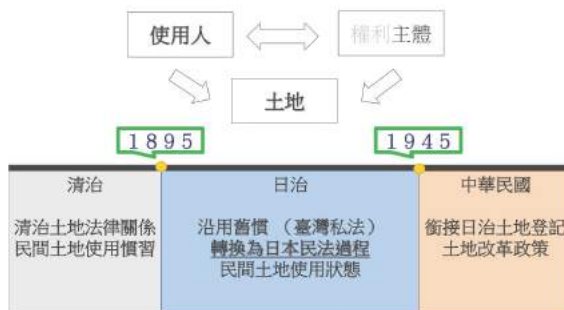 使用人
權利主體
土地
1895
1945
清治
清治土地法律關係
民間土地使用慣習
日治
沿用舊慣 （臺灣私法）
轉換為日本民法過程
民間土地使用狀態
中華民國
銜接日治土地登記
土地改革政策